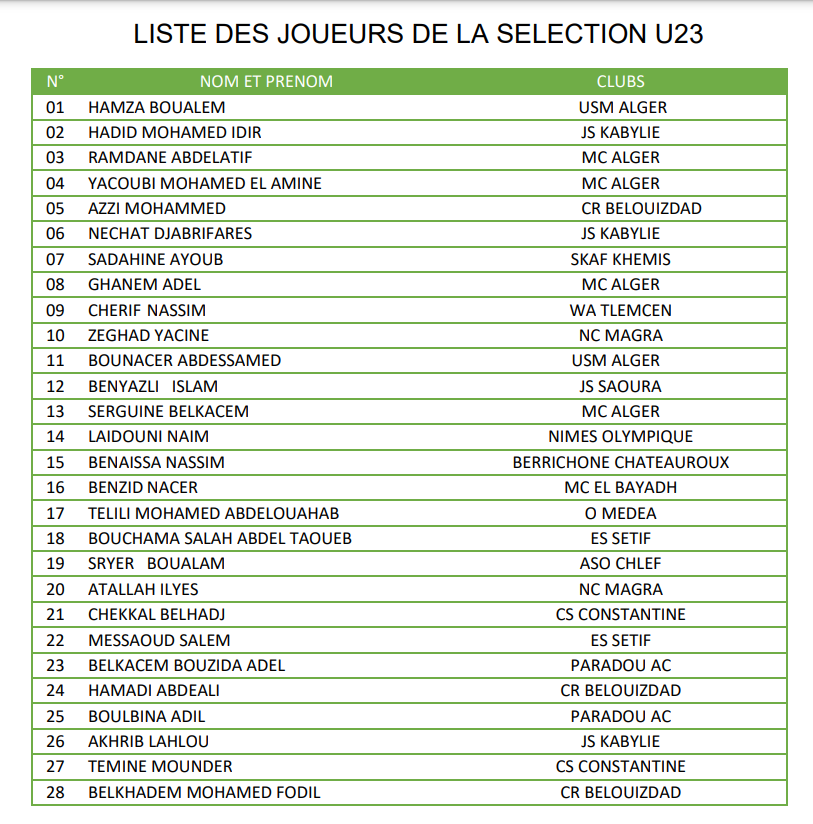 LISTE DES JOUEURS DE LA SELECTION U23
N° NOM ET PRENOM CLUBS
01 HAMZA BOUALEM USM ALGER
02 HADID MOHAMED IDIR JS KABYLIE
03 RAMDANE ABDELATIF MC ALGER
04 YACOUBI MOHAMED EL AMINE MC ALGER
05 AZZI MOHAMMED CR BELOUIZDAD
06 NECHAT DJABRIFARES JS KABYLIE
07 SADAHINE AYOUB SKAF KHEMIS
08 GHANEM ADEL MC ALGER
09 CHERIF NASSIM WA TLEMCEN
10 ZEGHAD YACINE NC MAGRA
11 BOUNACER ABDESSAMED USM ALGER
12 BENYAZLI ISLAM JS SAOURA
13 SERGUINE BELKACEM MC ALGER
14 LAIDOUNI NAIM NIMES OLYMPIQUE
15 BENAISSA NASSIM BERRICHONE CHATEAUROUX
16 BENZID NACER MC EL BAYADH
17 TELILI MOHAMED ABDELOUAHAB O MEDEA
18 BOUCHAMA SALAH ABDEL TAOUEB ES SETIF
19 SRYER BOUALAM ASO CHLEF
20 ATALLAH ILYES NC MAGRA
21 CHEKKAL BELHADJ CS CONSTANTINE
22 MESSAOUD SALEM ES SETIF
23 BELKACEM BOUZIDA ADEL PARADOU AC
24 HAMADI ABDEALI CR BELOUIZDAD
25 BOULBINA ADIL PARADOU AC
26 AKHRIB LAHLOU JS KABYLIE
27 TEMINE MOUNDER CS CONSTANTINE
28 BELKHADEM MOHAMED FODIL CR BELOUIZDAD